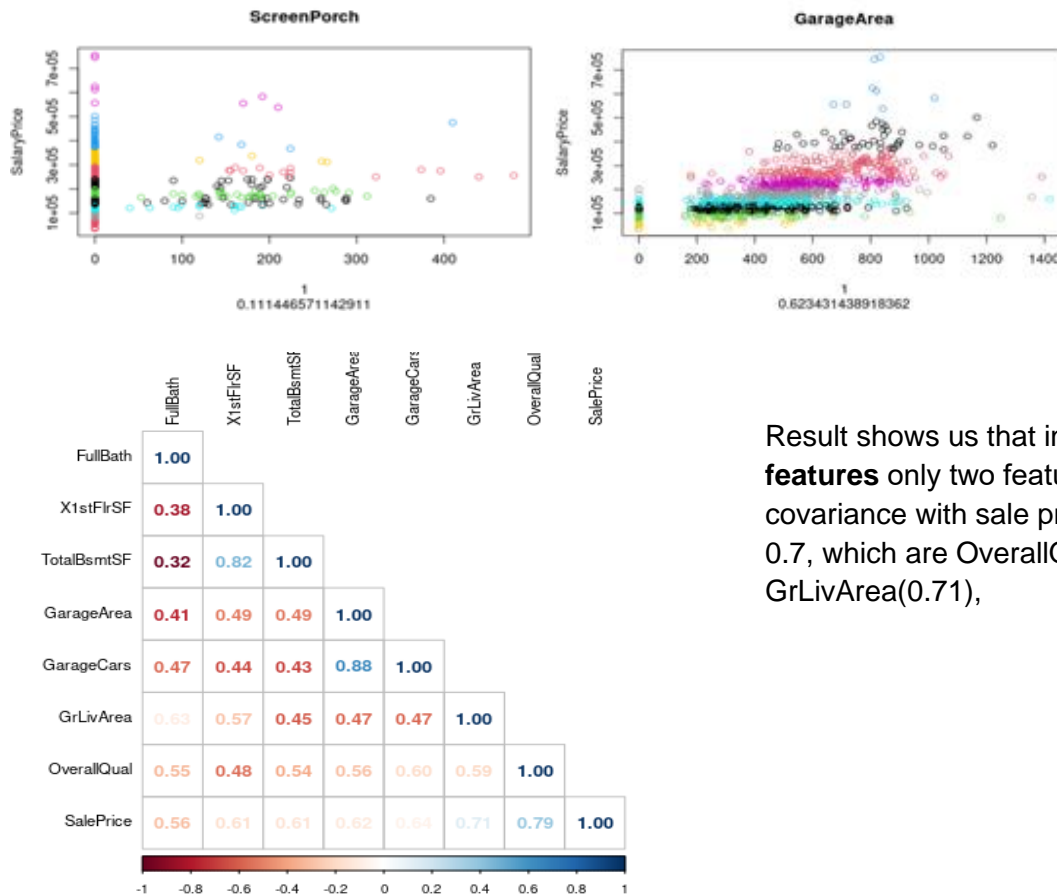 ScreenPorch
SalaryPrice
1e+05 3e+05 5e+05 7e+05
0 100 200 300 400
1
0.111446571142911
GarageArea
SalaryPrice
1e+05 3e+05 5e+05 7e+05
0 200 400 600 800 1000 1200 1400
1
0.623431438918362
FullBath X1stFlrSF TotalBsmtSF GarageArea GarageCars GrLivArea OverallQual SalePrice
FullBath 1.00
X1stFlrSF 0.38 1.00
TotalBsmtSF 0.32 0.82 1.00
GarageArea 0.41 0.49 0.49 1.00
GarageCars 0.47 0.44 0.43 0.88 1.00
GrLivArea 0.63 0.57 0.45 0.47 0.47 1.00
OverallQual 0.55 0.48 0.54 0.56 0.60 0.59 1.00
SalePrice 0.56 0.61 0.61 0.62 0.64 0.71 0.79 1.00
-1 -0.8 -0.6 -0.4 -0.2 0 0.2 0.4 0.6 0.8 1
Result shows us that
features only two
covariance with sale
0.7, which are
GrLivArea(0.71),